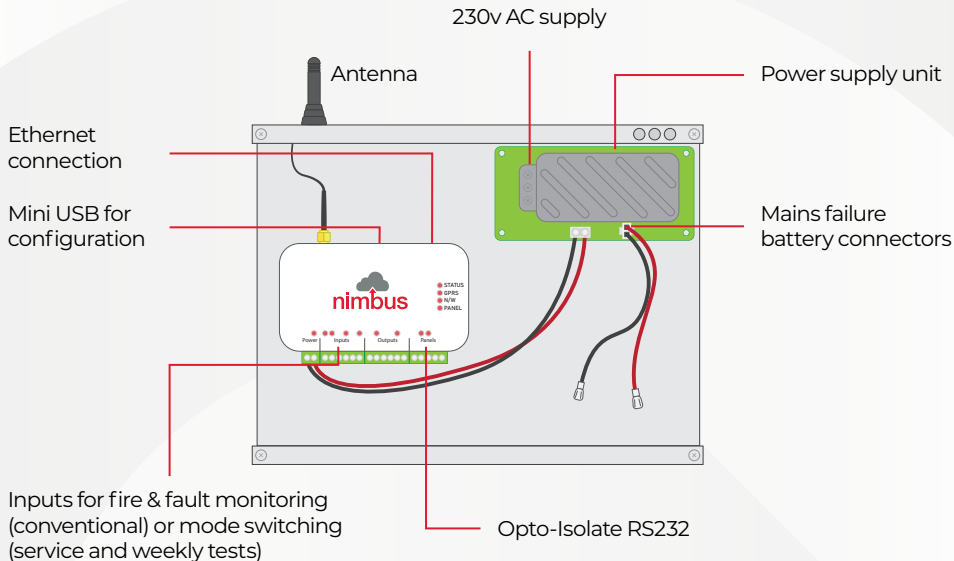 230v AC supply
Antenna
Power supply unit
Ethernet
connection
Mini USB for
configuration
Mains failure
battery connectors
nimbus
STATUS
GPRS
N/W
PANEL
Power Inputs Outputs Panels
Inputs for fire & fault monitoring
(conventional) or mode switching
(service and weekly tests)
Opto-Isolate RS232